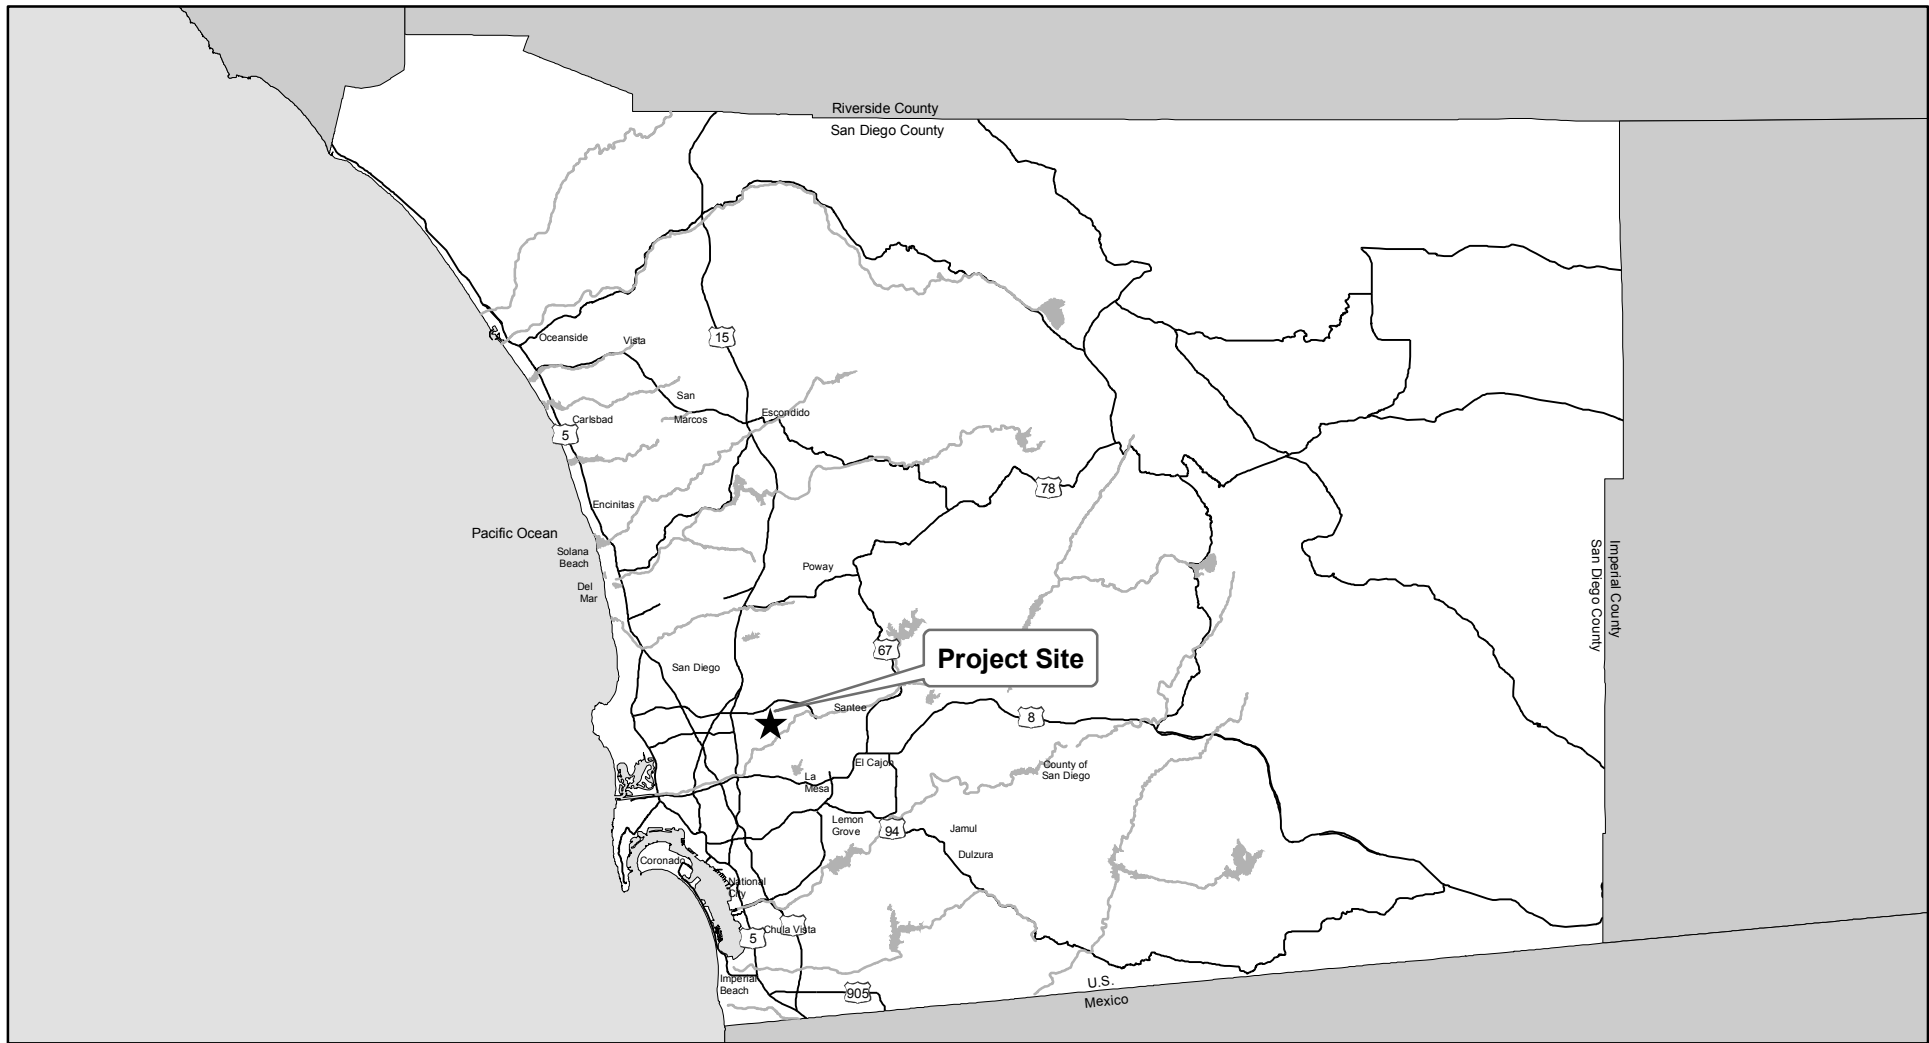 Riverside County
San Diego County
Oceanside
Vista
15
San
Marcos
Escondido
Carlsbad
5
78
Encinitas
Pacific Ocean
Solana
Beach
Del
Mar
Poway
Imperial County
San Diego County
67
Project Site
San Diego
Santee
8
El Cajon
County of
San Diego
La
Mesa
Lemon
Grove
94
Jamul
Dulzura
Coronado
National
City
5
Chula Vista
Imperial
Beach
905
U.S.
Mexico